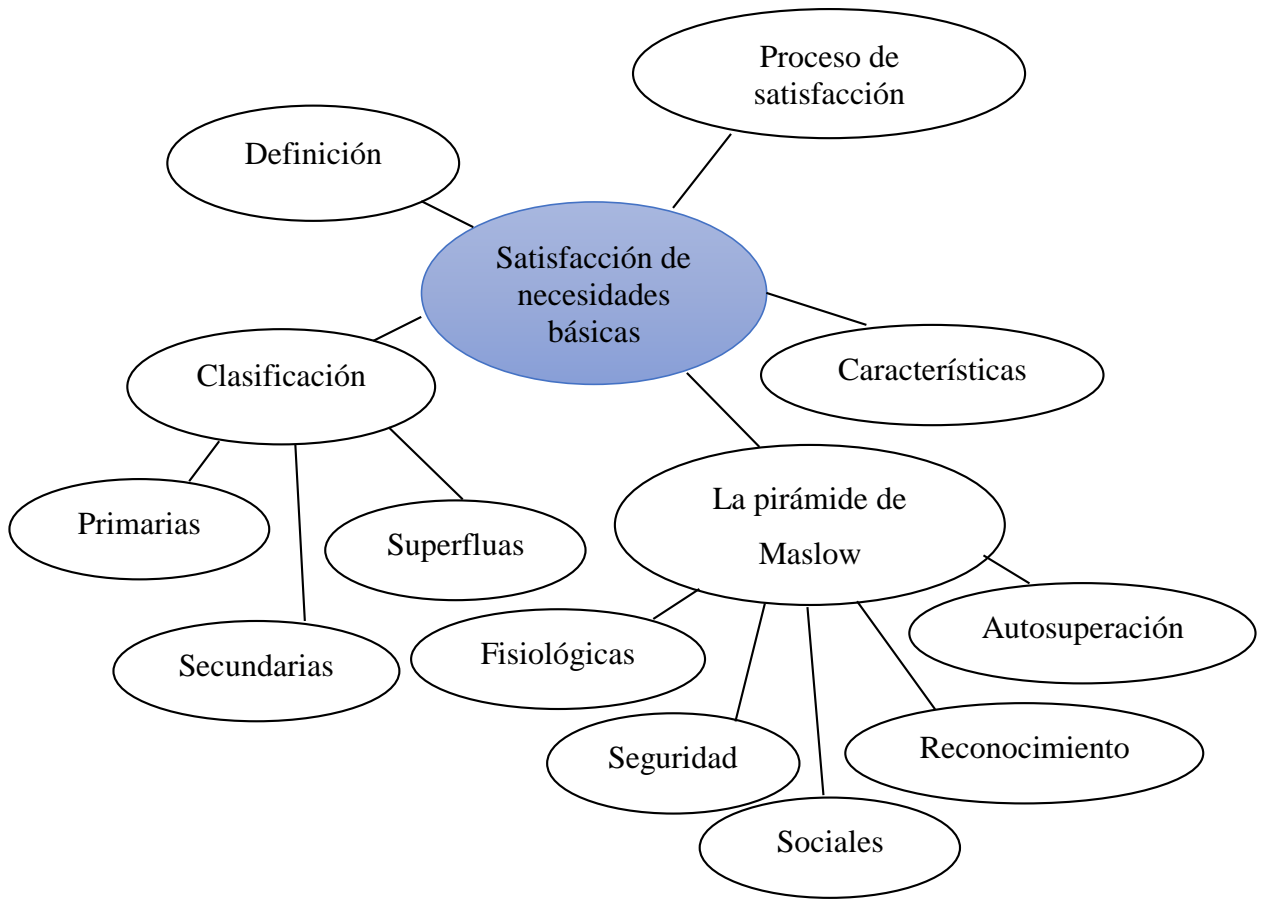 Proceso de
satisfacción
Definición
Satisfacción de
necesidades
básicas
Clasificación
Características
Primarias
Superfluas
Secundarias
La pirámide de
Maslow
Fisiológicas
Autosuperación
Seguridad
Reconocimiento
Sociales